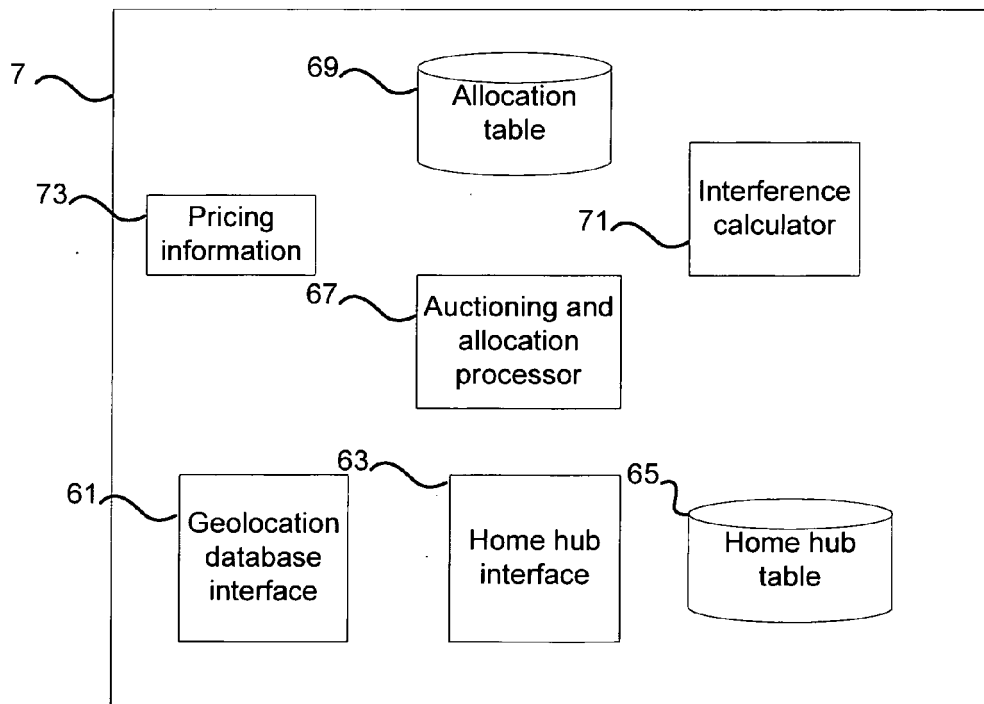 7
69
Allocation
table
73
Pricing
information
71
Interference
calculator
67
Auctioning and
allocation
processor
61
Geolocation
database
interface
63
Home hub
interface
65
Home hub
table